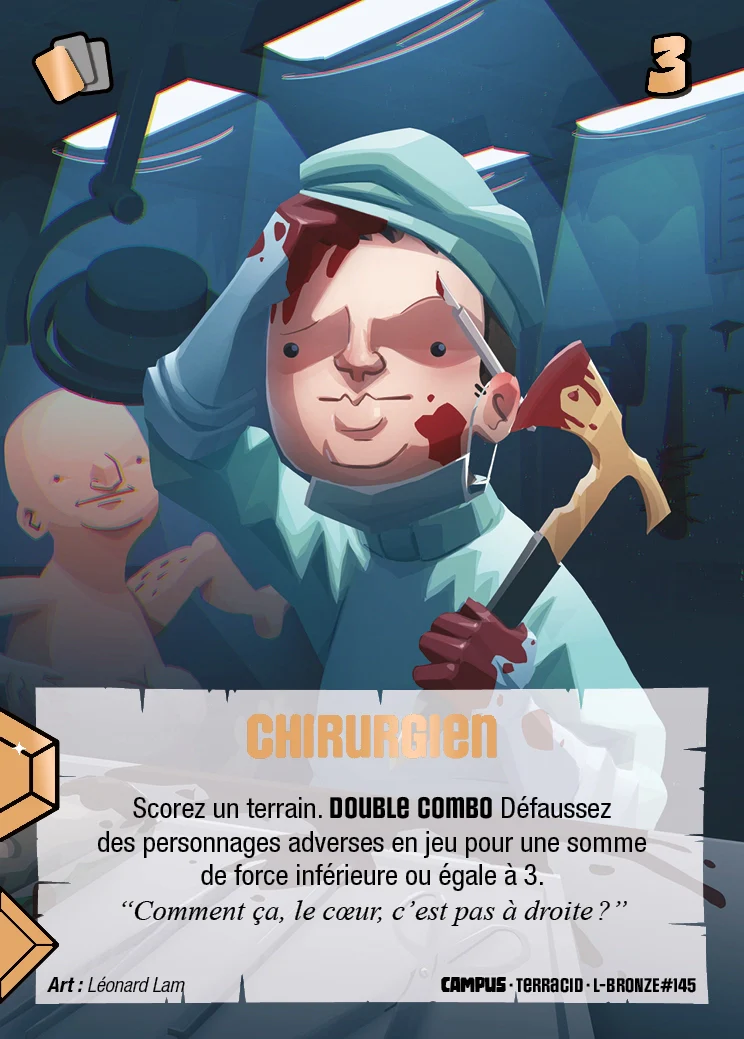 3
CHIRURGIEN
Scorez un terrain. DOUBLE COMBO Défaussez
des personnages adverses en jeu pour une somme
de force inférieure ou égale à 3.
“Comment ça, le cœur, c’est pas à droite ? ”
Art : Léonard Lam
CAMPUS · TERRACID · L-BRONZE#145